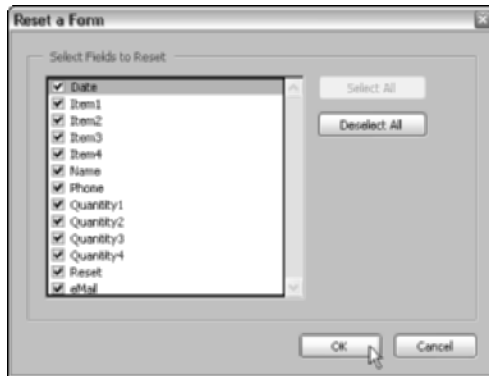 Reset a Form
Select Fields to Reset
Date
Item1
Item2
Item3
Item4
Name
Phone
Quantity1
Quantity2
Quantity3
Quantity4
Reset
eMail
Select All
Deselect All
OK
Cancel